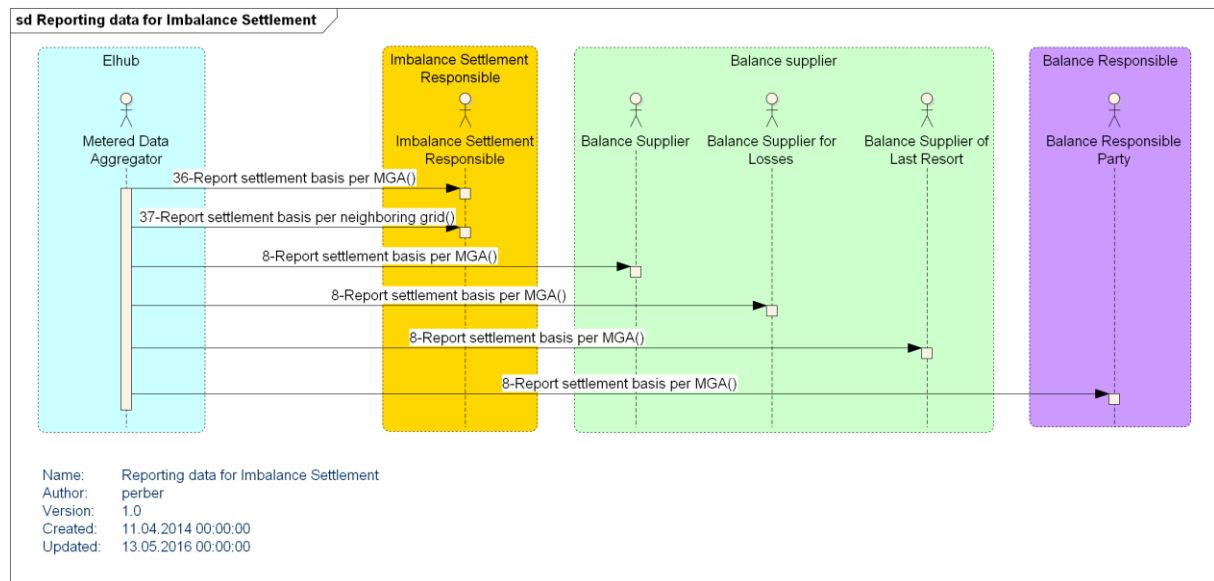 sd Reporting data for Imbalance Settlement
Elhub
Imbalance Settlement
Responsible
Balance supplier
Balance Responsible
Metered Data
Aggregator
Imbalance Settlement
Responsible
Balance Supplier
Balance Supplier for
Losses
Balance Supplier of
Last Resort
Balance Responsible
Party
36-Report settlement basis per MGA()
37-Report settlement basis per neighboring grid()
8-Report settlement basis per MGA()
8-Report settlement basis per MGA()
8-Report settlement basis per MGA()
8-Report settlement basis per MGA()
Name: Reporting data for Imbalance Settlement
Author: perber
Version: 1.0
Created: 11.04.2014 00:00:00
Updated: 13.05.2016 00:00:00